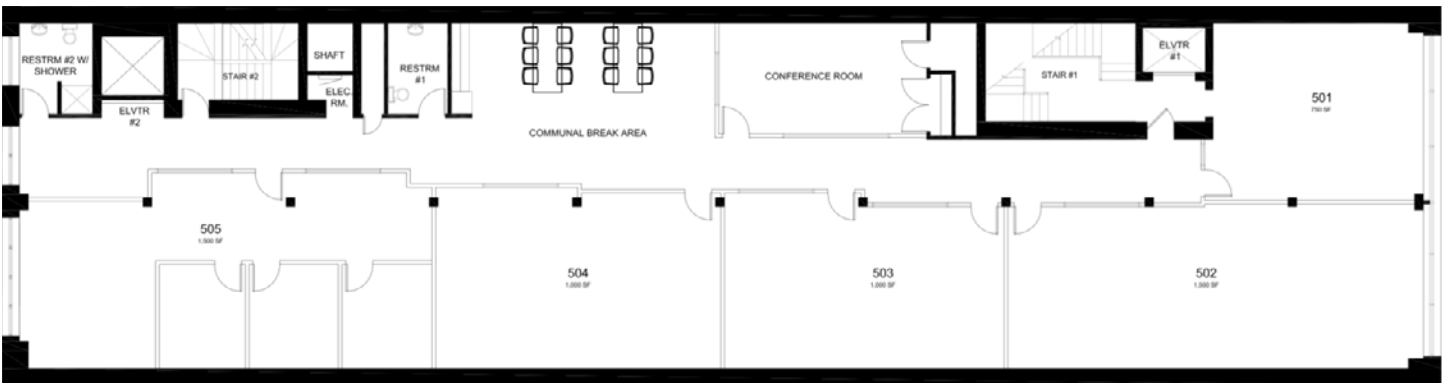 RESTRM #2 W/
SHOWER
ELVTR
#2
STAIR #2
SHAFT
ELEC.
RM.
RESTRM
#1
COMMUNAL BREAK AREA
CONFERENCE ROOM
STAIR #1
ELVTR
#1
501
750 SF
505
1,500 SF
504
1,000 SF
503
1,000 SF
502
1,500 SF